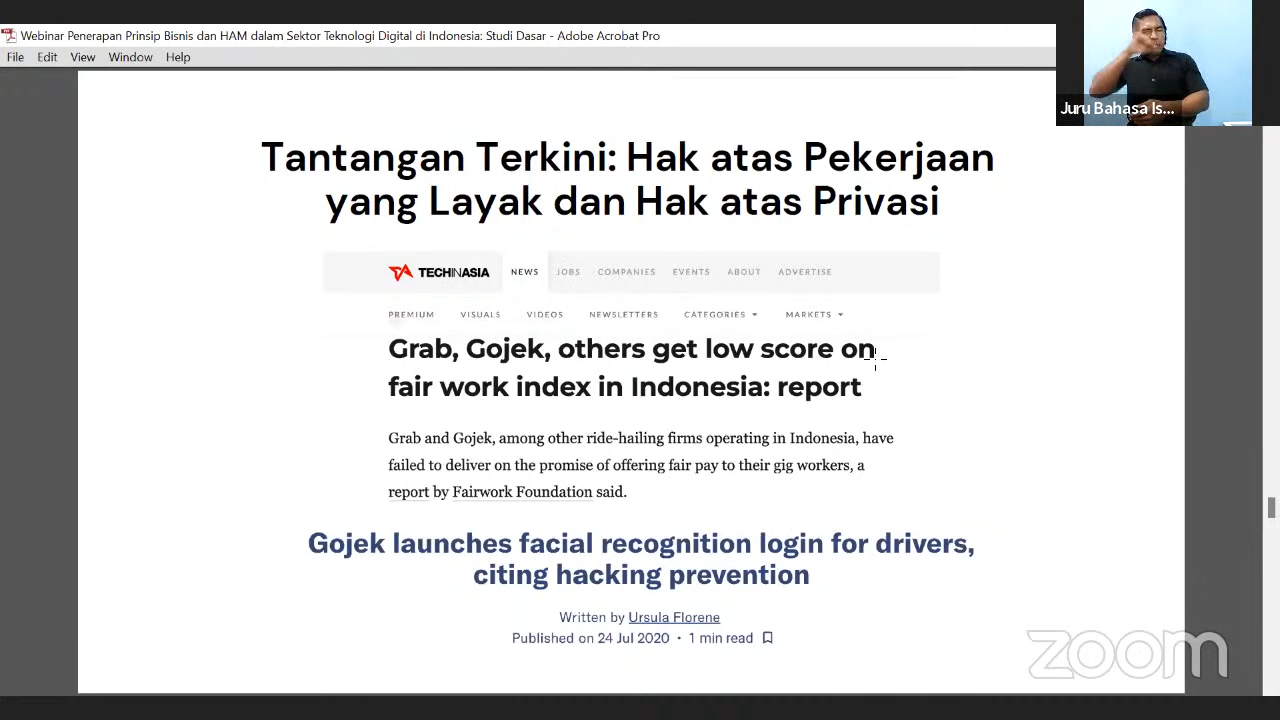 Webinar Penerapan Prinsip Bisnis dan HAM dalam Sektor Teknologi Digital di Indonesia: Studi Dasar - Adobe Acrobat Pro
File Edit View Window Help
Juru Bahasa Is...
Tantangan Terkini: Hak atas Pekerjaan
yang Layak dan Hak atas Privasi
TECHINASIA NEWS JOBS COMPANIES EVENTS ABOUT ADVERTISE
PREMIUM VISUALS VIDEOS NEWSLETTERS CATEGORIES MARKETS
Grab, Gojek, others get low score on
fair work index in Indonesia: report
Grab and Gojek, among other ride-hailing firms operating in Indonesia, have
failed to deliver on the promise of offering fair pay to their gig workers, a
report by Fairwork Foundation said.
Gojek launches facial recognition login for drivers,
citing hacking prevention
Written by Ursula Florene
Published on 24 Jul 2020 • 1 min read
zoom